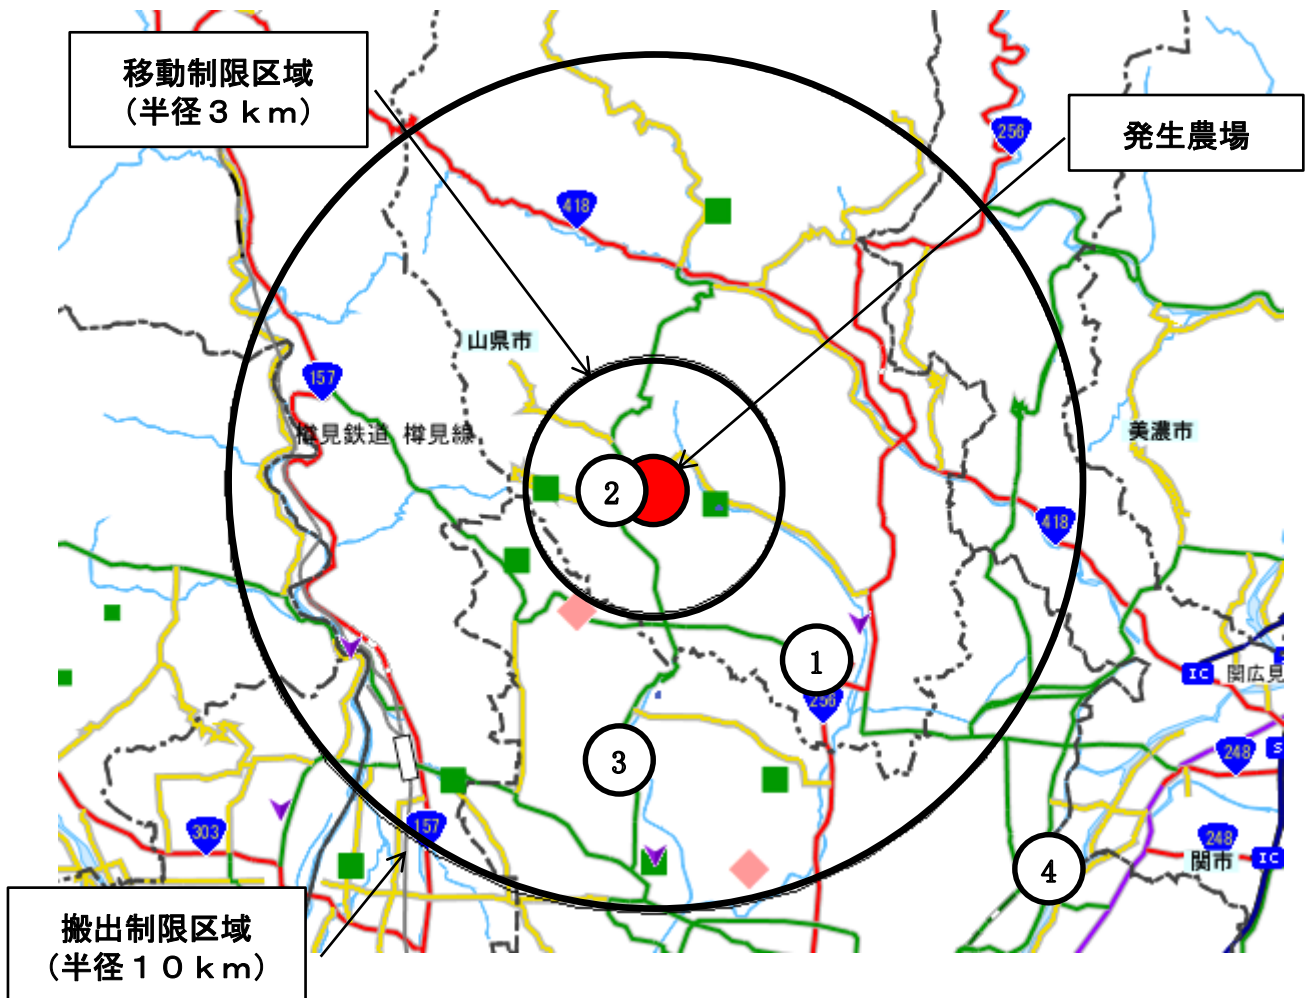 移動制限区域
（半径３ｋｍ）
256
発生農場
418
山県市
157
樽見鉄道 樽見線
美濃市
2
418
1
256
IC
関広見
3
S
248
303
157
248
関市
IC
4
搬出制限区域
（半径１０ｋｍ）